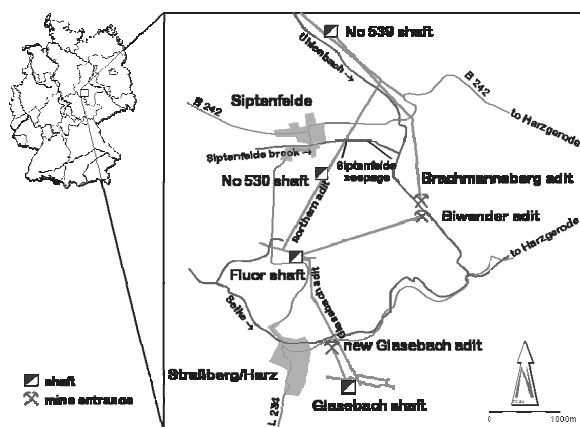 No 539 shaft
Uhlenbach →
B 242
to Harzgerode
Siptenfelde
B 242
Siptenfelde brook →
Siptenfelde
seepage
No 530 shaft
Northern adit
Brachmannsberg adit
Biwender adit
to Harzgerode
Fluor shaft
Glasebach adit
Selke →
new Glasebach adit
Straßberg/Harz
Glasebach shaft
L 234
shaft
mine entrance
0 1000m